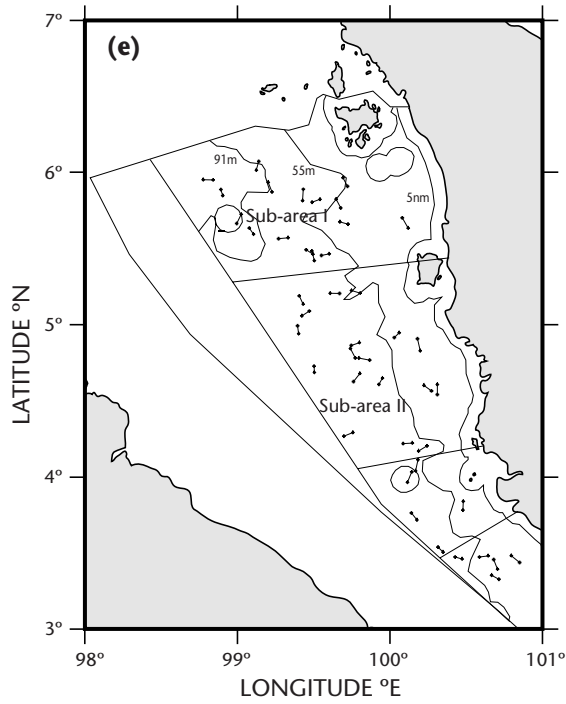 7º
(e)
6º
91m
55m
5nm
Sub-area I
5º
LATITUDE ºN
Sub-area II
4º
3º
98º
99º
100º
101º
LONGITUDE ºE